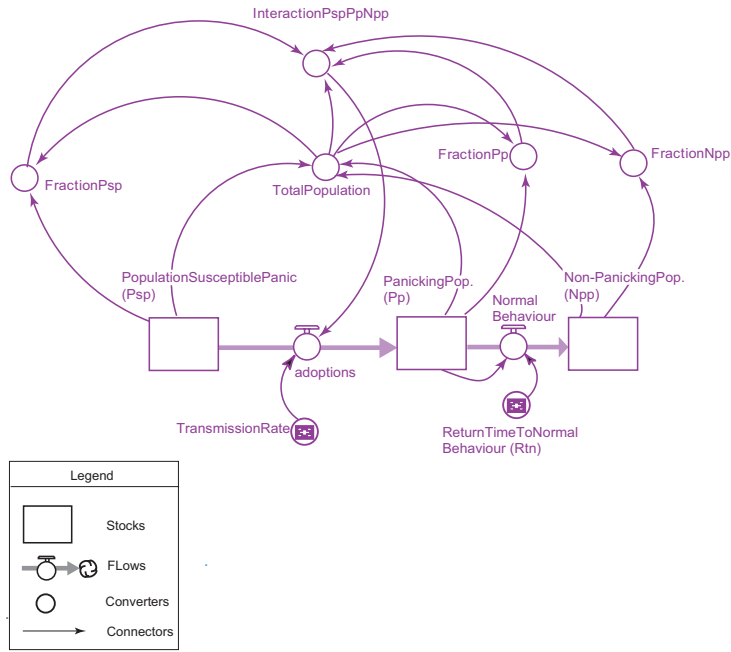 InteractionPspPpNpp
FractionPp
FractionNpp
FractionPsp
TotalPopulation
PopulationSusceptiblePanic
(Psp)
PanickingPop.
(Pp)
Non-PanickingPop.
(Npp)
Normal
Behaviour
adoptions
TransmissionRate
ReturnTimeToNormal
Behaviour (Rtn)
Legend
Stocks
FLows
Converters
Connectors